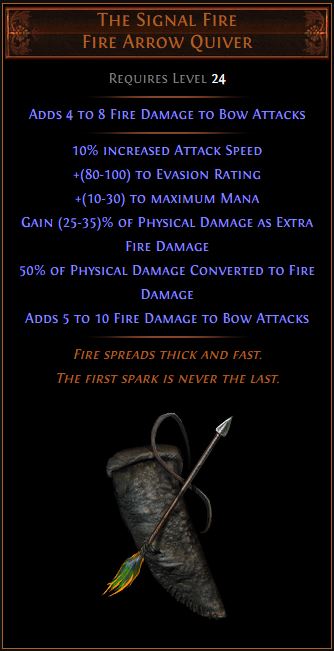 The Signal Fire
Fire Arrow Quiver
Requires Level 24
Adds 4 to 8 Fire Damage to Bow Attacks
10% increased Attack Speed
+(80-100) to Evasion Rating
+(10-30) to maximum Mana
Gain (25-35)% of Physical Damage as Extra
Fire Damage
50% of Physical Damage Converted to Fire
Damage
Adds 5 to 10 Fire Damage to Bow Attacks
Fire spreads thick and fast.
The first spark is never the last.